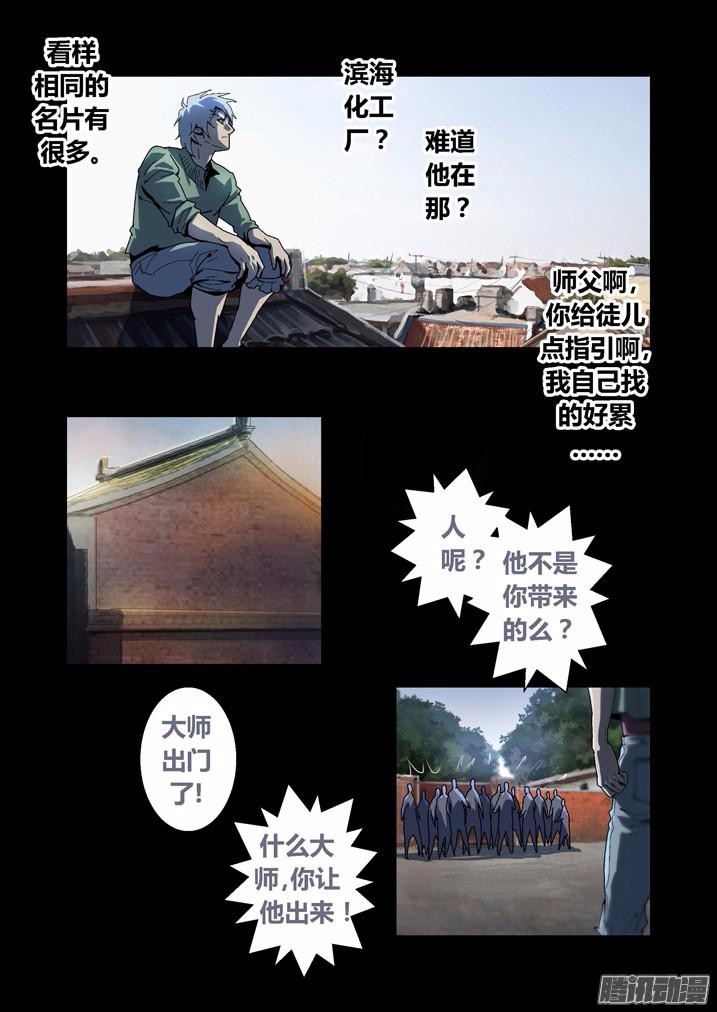 看样
相同的
名片有
很多。
滨海
化工
厂？
难道
他在
那？
师父啊，
你给徒儿
点指引啊，
我自己找
的好累
……
人
呢？
他不是
你带来
的么？
大师
出门
了!
什么大
师,你让
他出来！
腾讯动漫